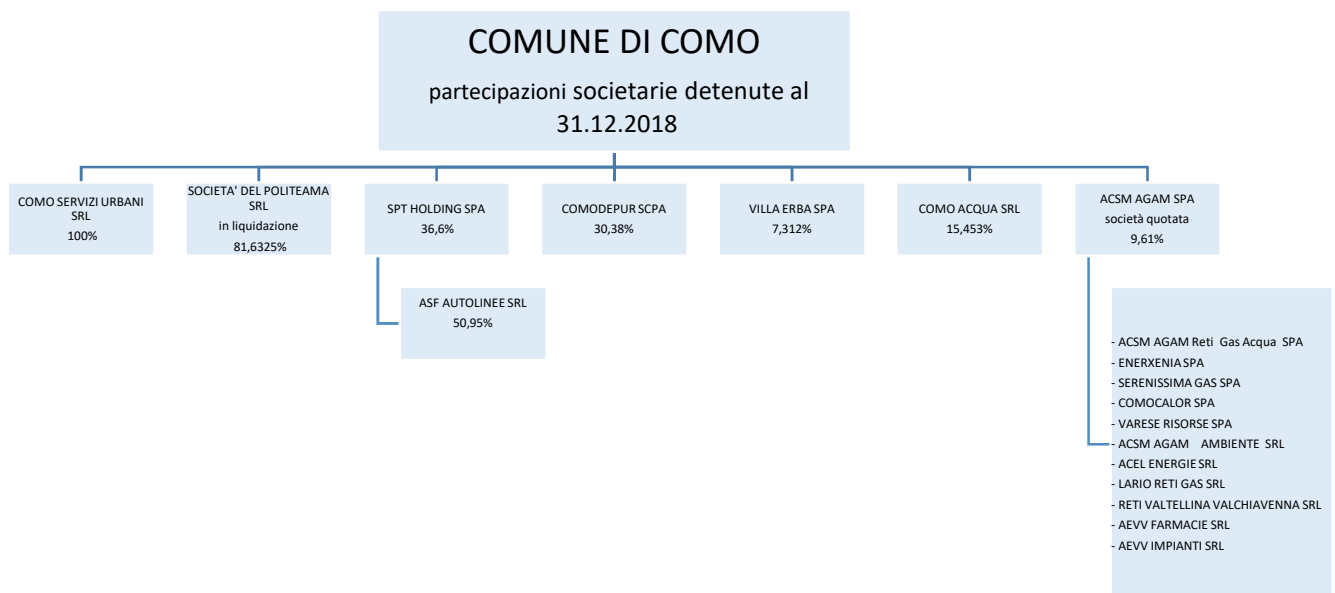 COMUNE DI COMO
partecipazioni societarie detenute al
31.12.2018
COMO SERVIZI URBANI
SRL
100%
SOCIETA' DEL POLITEAMA
SRL
in liquidazione
81,6325%
SPT HOLDING SPA
36,6%
COMODEPUR SCPA
30,38%
VILLA ERBA SPA
7,312%
COMO ACQUA SRL
15,453%
ACSM AGAM SPA
società quotata
9,61%
ASF AUTOLINEE SRL
50,95%
- ACSM AGAM Reti Gas Acqua SPA
- ENERXENIA SPA
- SERENISSIMA GAS SPA
- COMOCALOR SPA
- VARESE RISORSE SPA
- ACSM AGAM AMBIENTE SRL
- ACEL ENERGIE SRL
- LARIO RETI GAS SRL
- RETI VALTELLINA VALCHIAVENNA SRL
- AEVV FARMACIE SRL
- AEVV IMPIANTI SRL